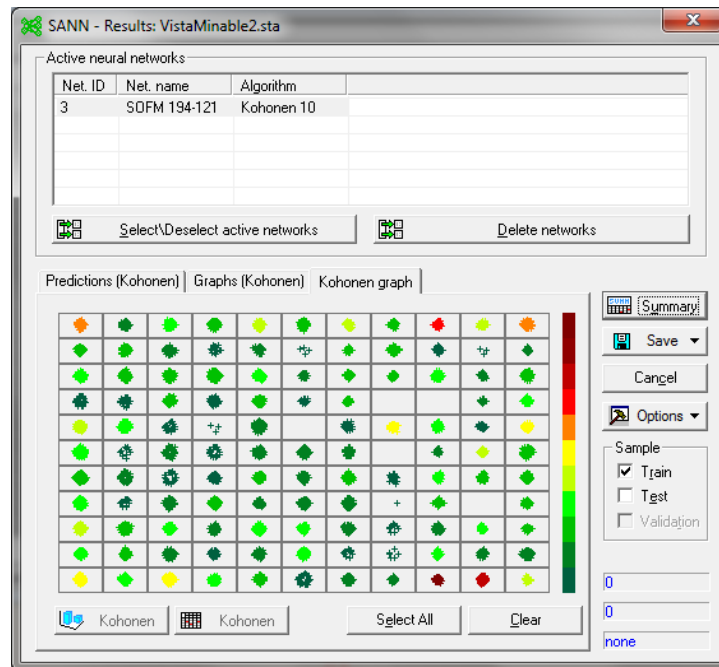 SANN - Results: VistaMinable2.sta
Active neural networks
Net. ID Net. name Algorithm
3 SOFM 194-121 Kohonen 10
Select\Deselect active networks Delete networks
Predictions (Kohonen) Graphs (Kohonen) Kohonen graph
Summary
Save
Cancel
Options
Sample
Train
Test
Validation
0
0
none
Kohonen Kohonen Select All Clear